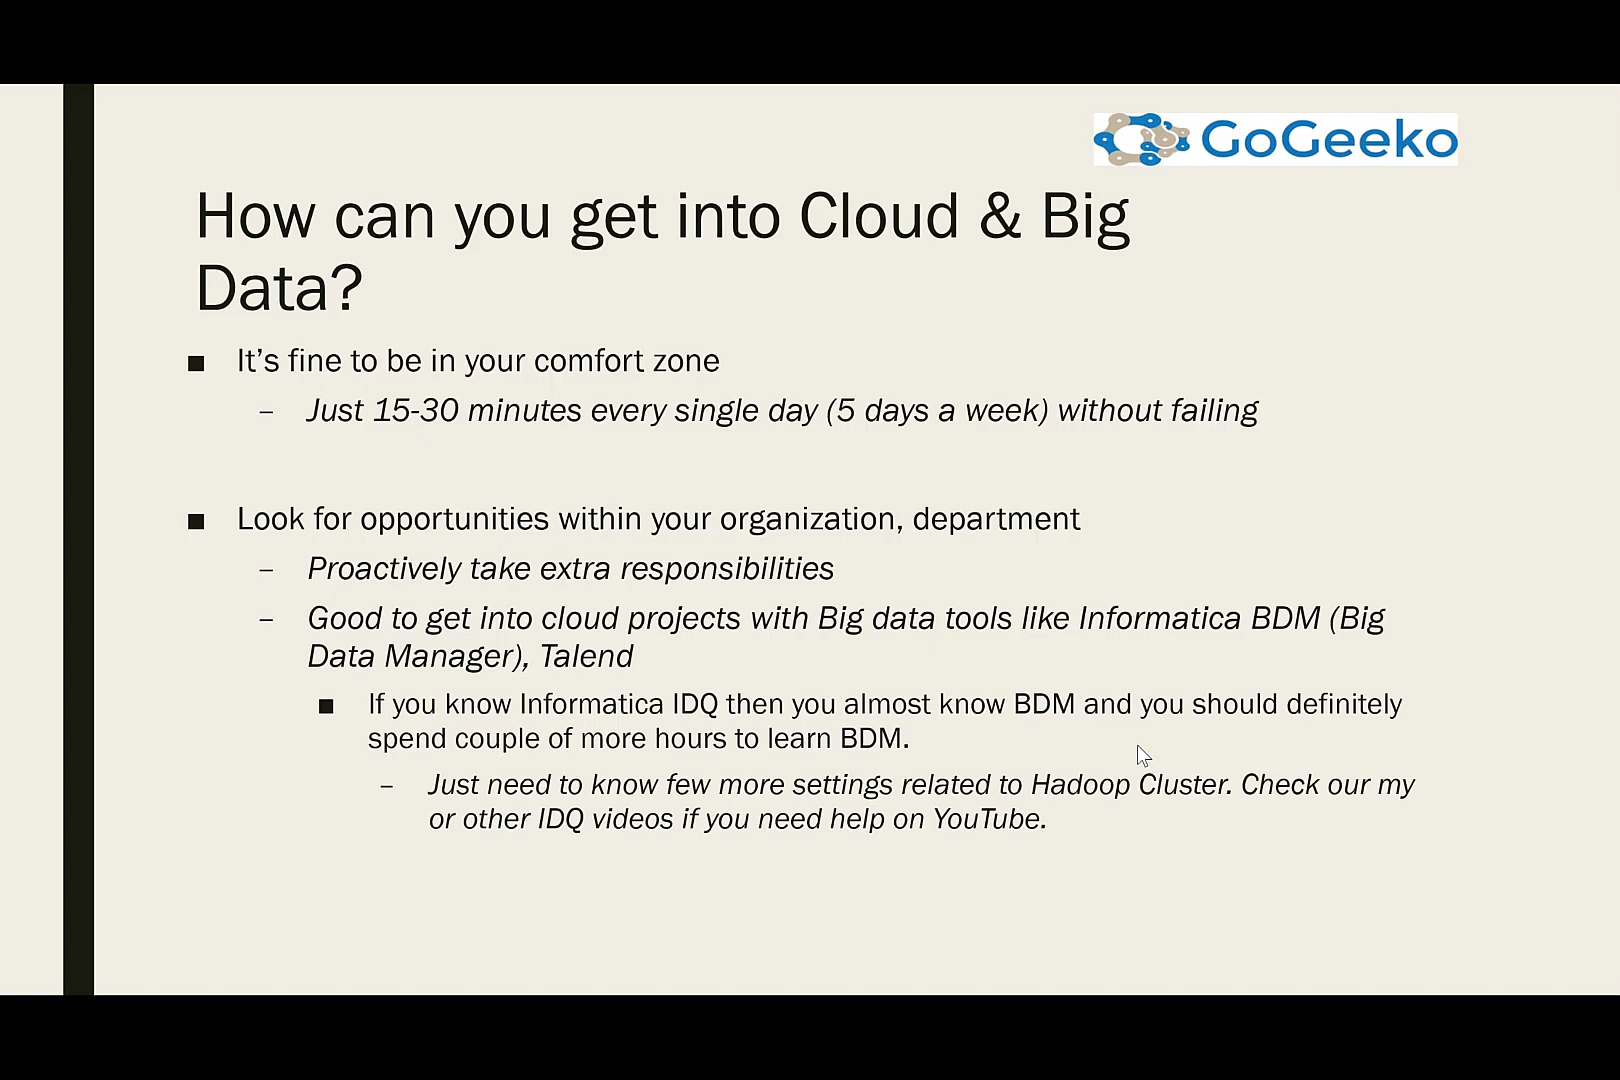 GoGeeko
How can you get into Cloud & Big
Data?
■ It’s fine to be in your comfort zone
– Just 15-30 minutes every single day (5 days a week) without failing
■ Look for opportunities within your organization, department
– Proactively take extra responsibilities
– Good to get into cloud projects with Big data tools like Informatica BDM (Big
Data Manager), Talend
■ If you know Informatica IDQ then you almost know BDM and you should definitely
spend couple of more hours to learn BDM.
– Just need to know few more settings related to Hadoop Cluster. Check our my
or other IDQ videos if you need help on YouTube.